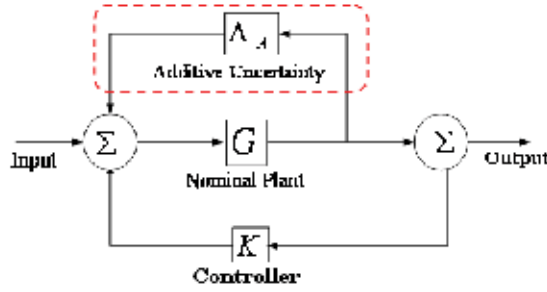 Δ_A
Additive Uncertainty
Σ
G
Σ
Input
Output
Nominal Plant
K
Controller